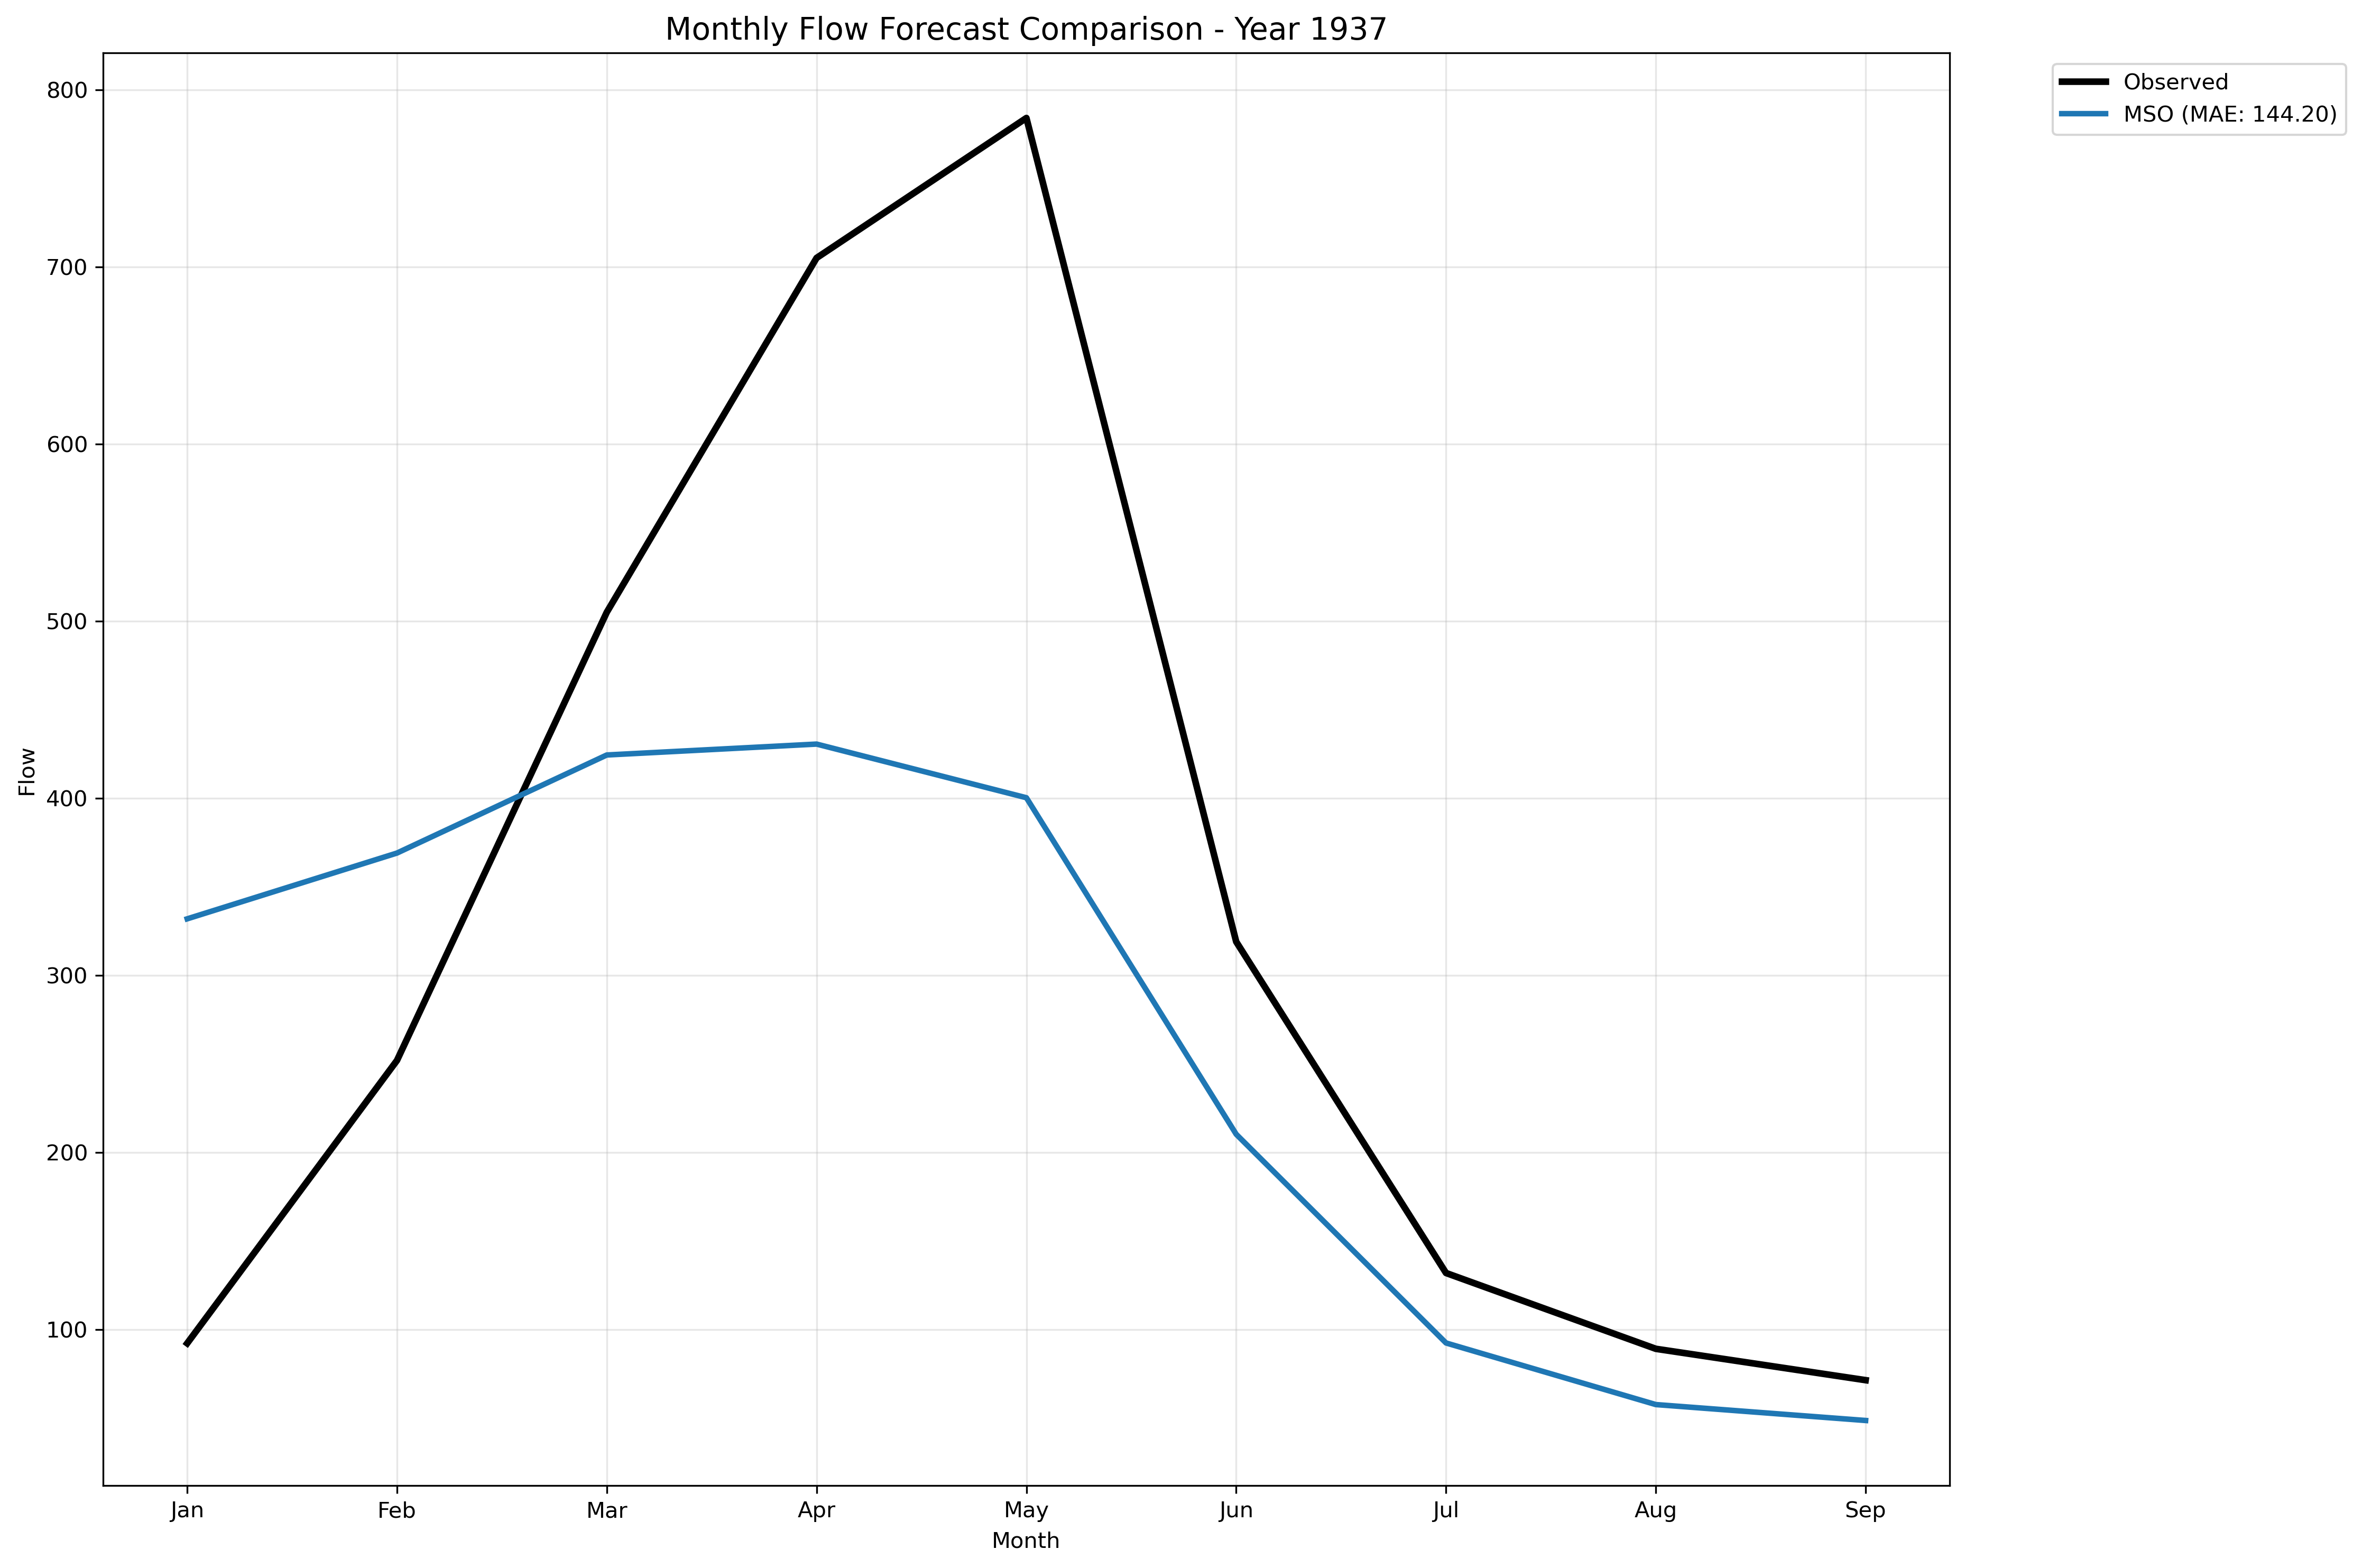 Monthly Flow Forecast Comparison - Year 1937
Observed
MSO (MAE: 144.20)
800
700
600
500
400
300
200
100
Flow
Jan Feb Mar Apr May Jun Jul Aug Sep
Month